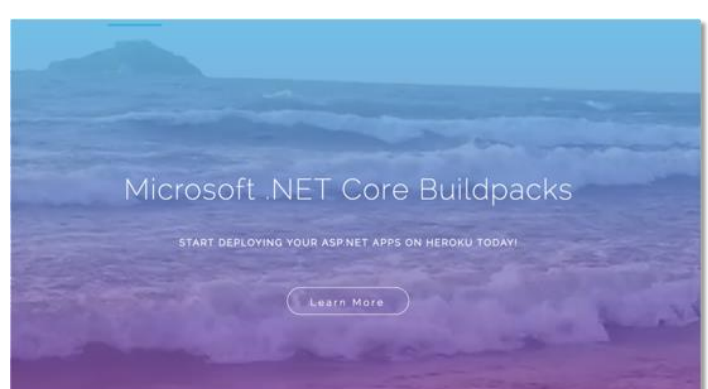 Microsoft .NET Core Buildpacks
START DEPLOYING YOUR ASP.NET APPS ON HEROKU TODAY!
Learn More